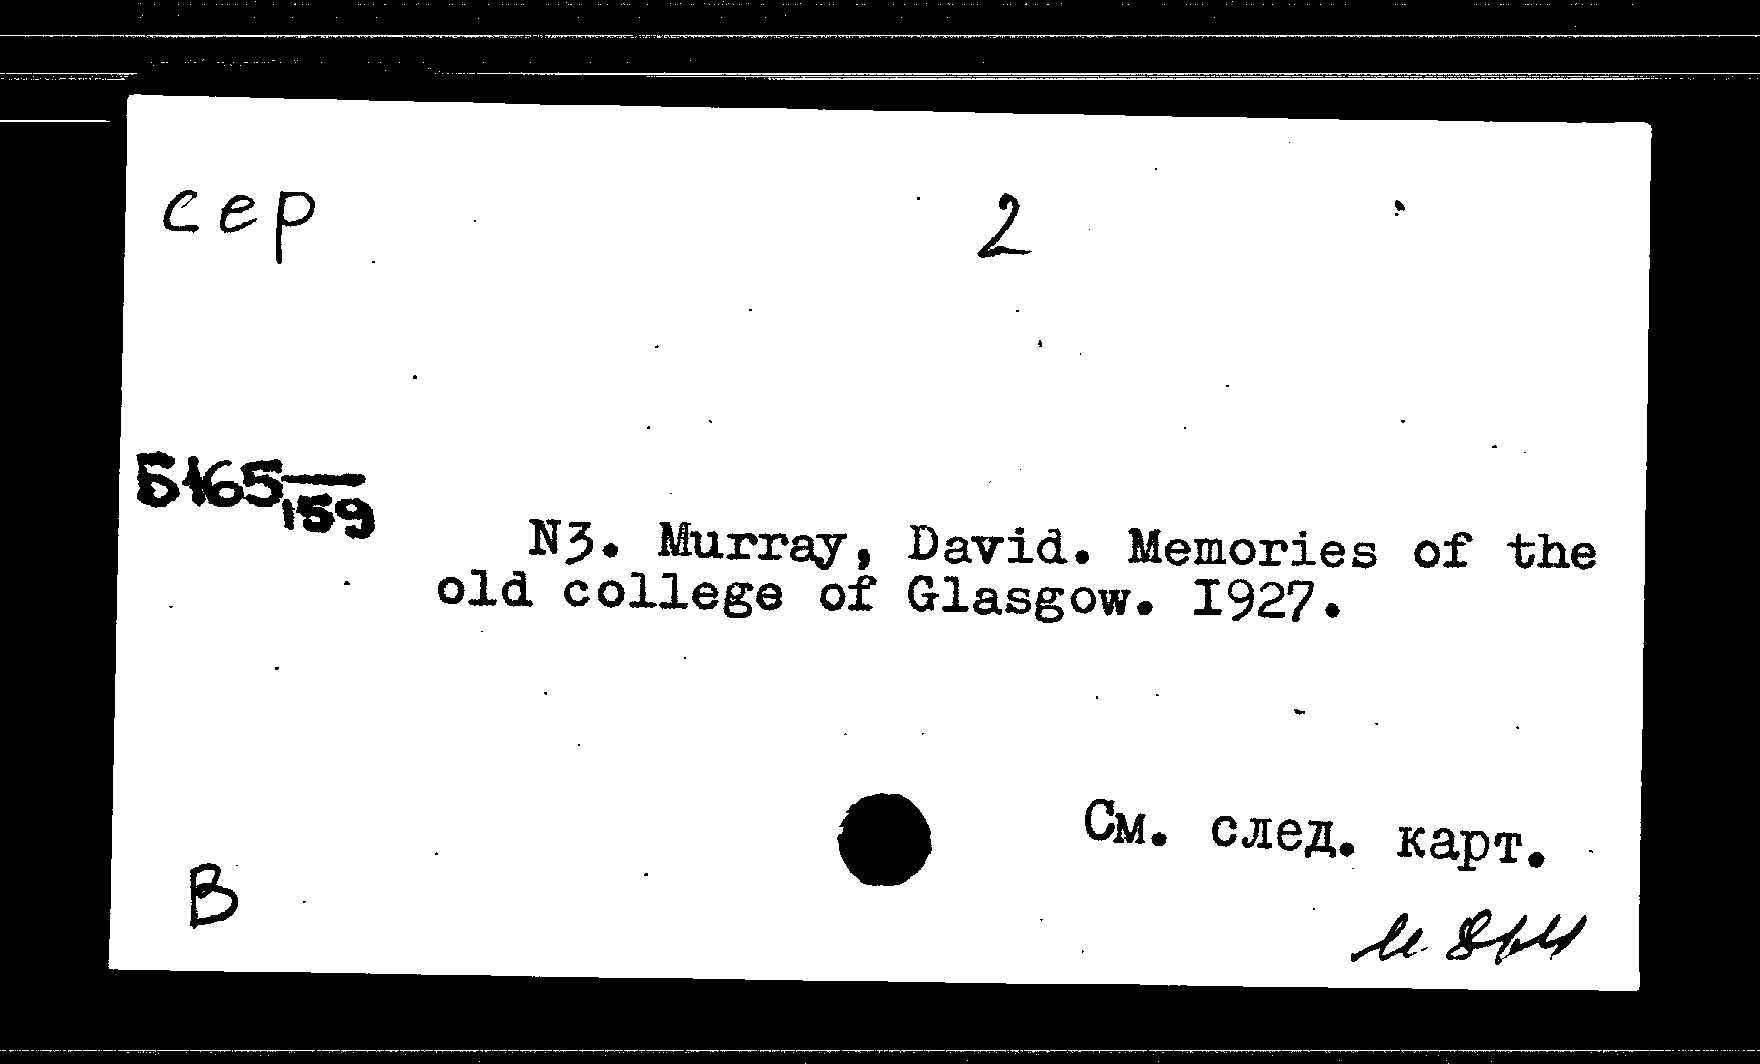 сер 2
Б165
159
N3. Murray, David. Memories of the
old college of Glasgow. I927.
См. след. карт.
В